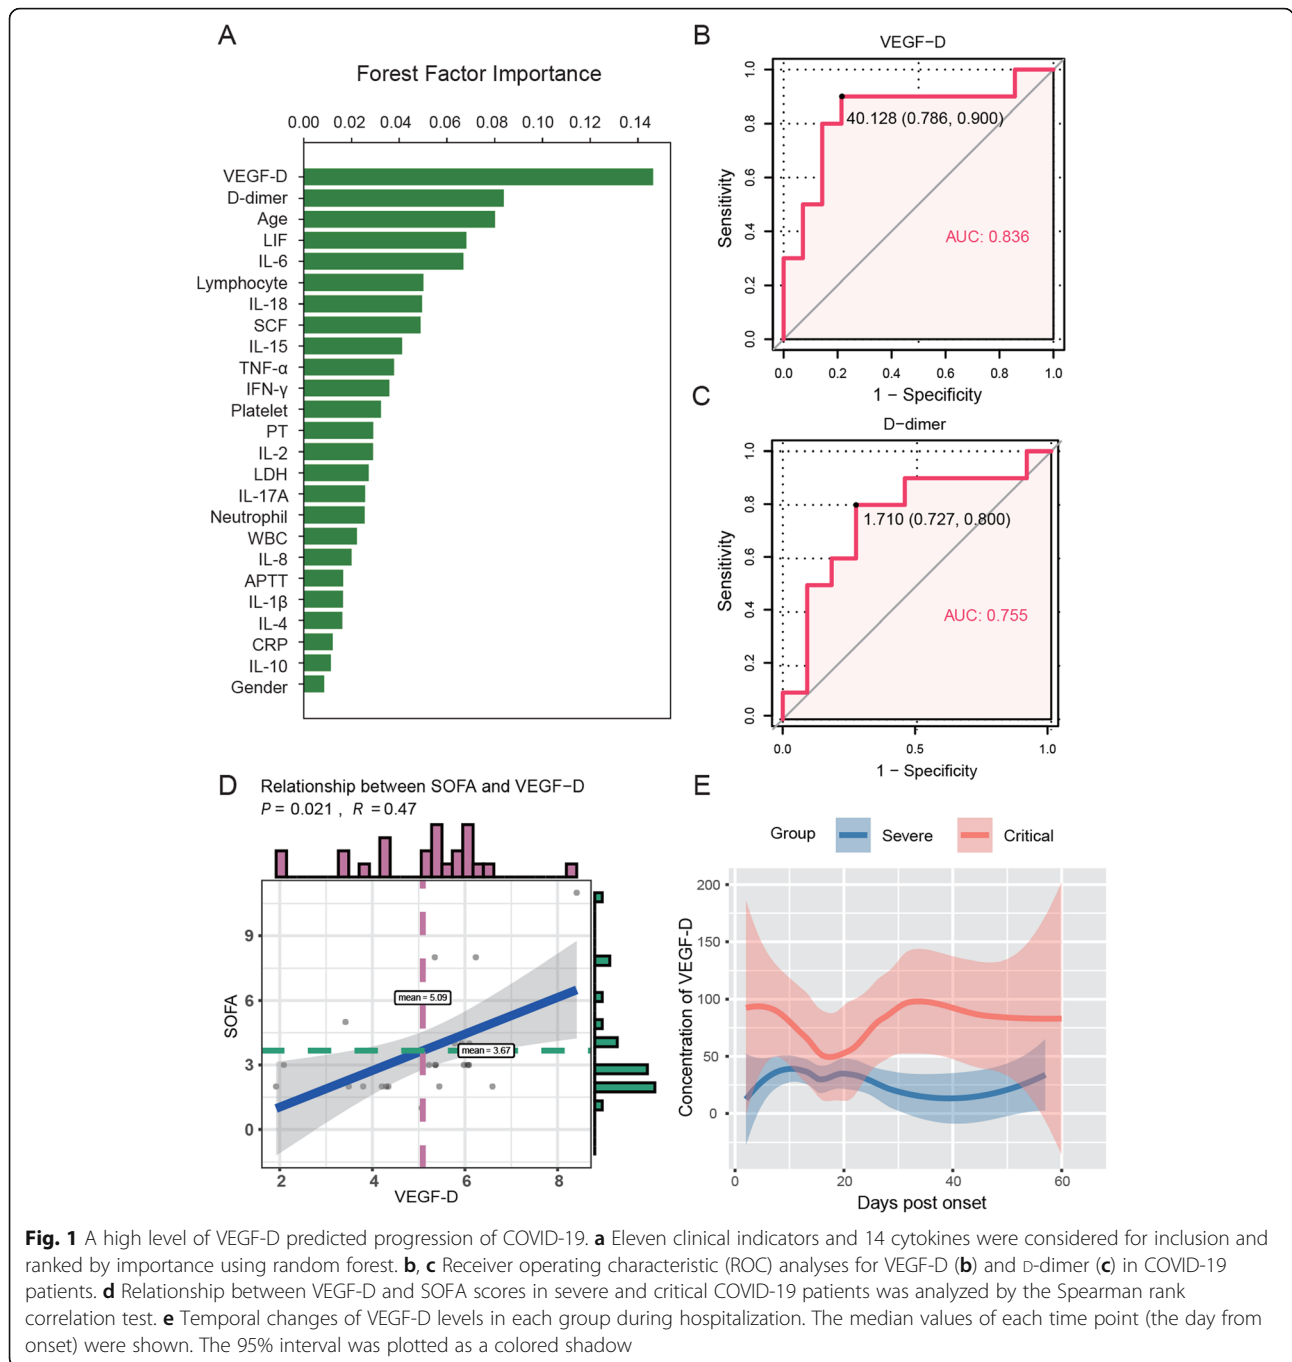 A
Forest Factor Importance
0.00 0.02 0.04 0.06 0.08 0.10 0.12 0.14
VEGF-D
D-dimer
Age
LIF
IL-6
Lymphocyte
IL-18
SCF
IL-15
TNF-α
IFN-γ
Platelet
PT
IL-2
LDH
IL-17A
Neutrophil
WBC
IL-8
APTT
IL-1β
IL-4
CRP
IL-10
Gender
B
VEGF−D
Sensitivity
1.0
0.8
0.6
0.4
0.2
0.0
40.128 (0.786, 0.900)
AUC: 0.836
0.0 0.2 0.4 0.6 0.8 1.0
1 − Specificity
C
D−dimer
Sensitivity
1.0
0.8
0.6
0.4
0.2
0.0
1.710 (0.727, 0.800)
AUC: 0.755
0.0 0.5 1.0
1 − Specificity
D
Relationship between SOFA and VEGF−D
P = 0.021 , R = 0.47
SOFA
9
6
3
0
mean = 5.09
mean = 3.67
2 4 6 8
VEGF-D
E
Group Severe Critical
Concentration of VEGF-D
200
150
100
50
0
0 20 40 60
Days post onset
Fig. 1 A high level of VEGF-D predicted progression of COVID-19. a Eleven clinical indicators and 14 cytokines were considered for inclusion and
ranked by importance using random forest. b, c Receiver operating characteristic (ROC) analyses for VEGF-D (b) and D-dimer (c) in COVID-19
patients. d Relationship between VEGF-D and SOFA scores in severe and critical COVID-19 patients was analyzed by the Spearman rank
correlation test. e Temporal changes of VEGF-D levels in each group during hospitalization. The median values of each time point (the day from
onset) were shown. The 95% interval was plotted as a colored shadow